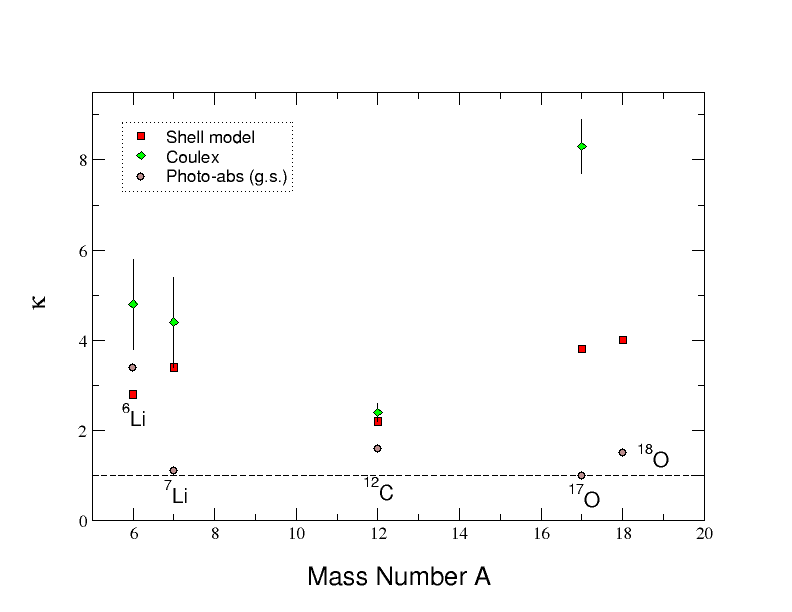 Shell model
Coulex
Photo-abs (g.s.)
8
6
κ
4
2
0
⁶Li
⁷Li
¹²C
¹⁷O
¹⁸O
6 8 10 12 14 16 18 20
Mass Number A